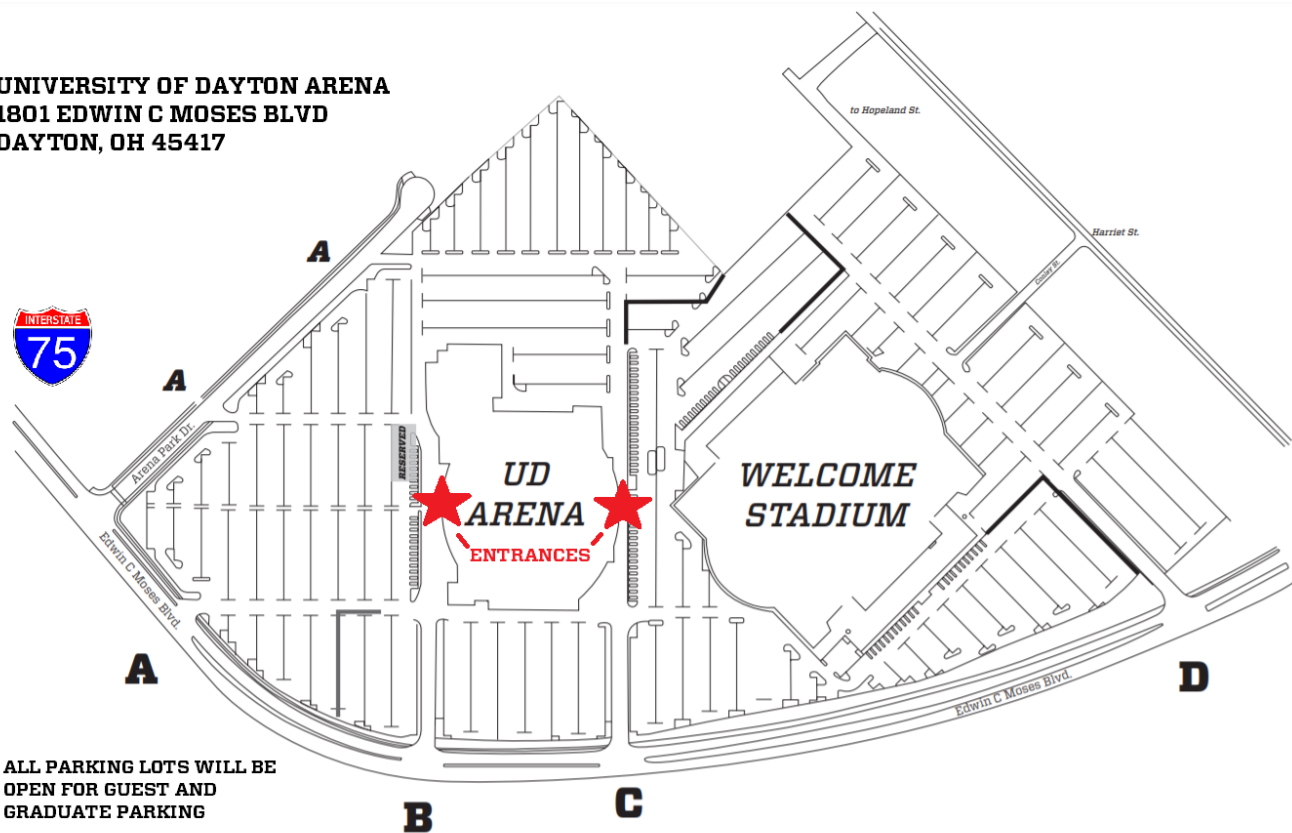 UNIVERSITY OF DAYTON ARENA
1801 EDWIN C MOSES BLVD
DAYTON, OH 45417
to Hopeland St.
Harriet St.
Conley St.
A
INTERSTATE
75
A
Arena Park Dr.
RESERVED
UD
ARENA
ENTRANCES
WELCOME
STADIUM
Edwin C Moses Blvd.
A
Edwin C Moses Blvd.
D
ALL PARKING LOTS WILL BE
OPEN FOR GUEST AND
GRADUATE PARKING
B
C